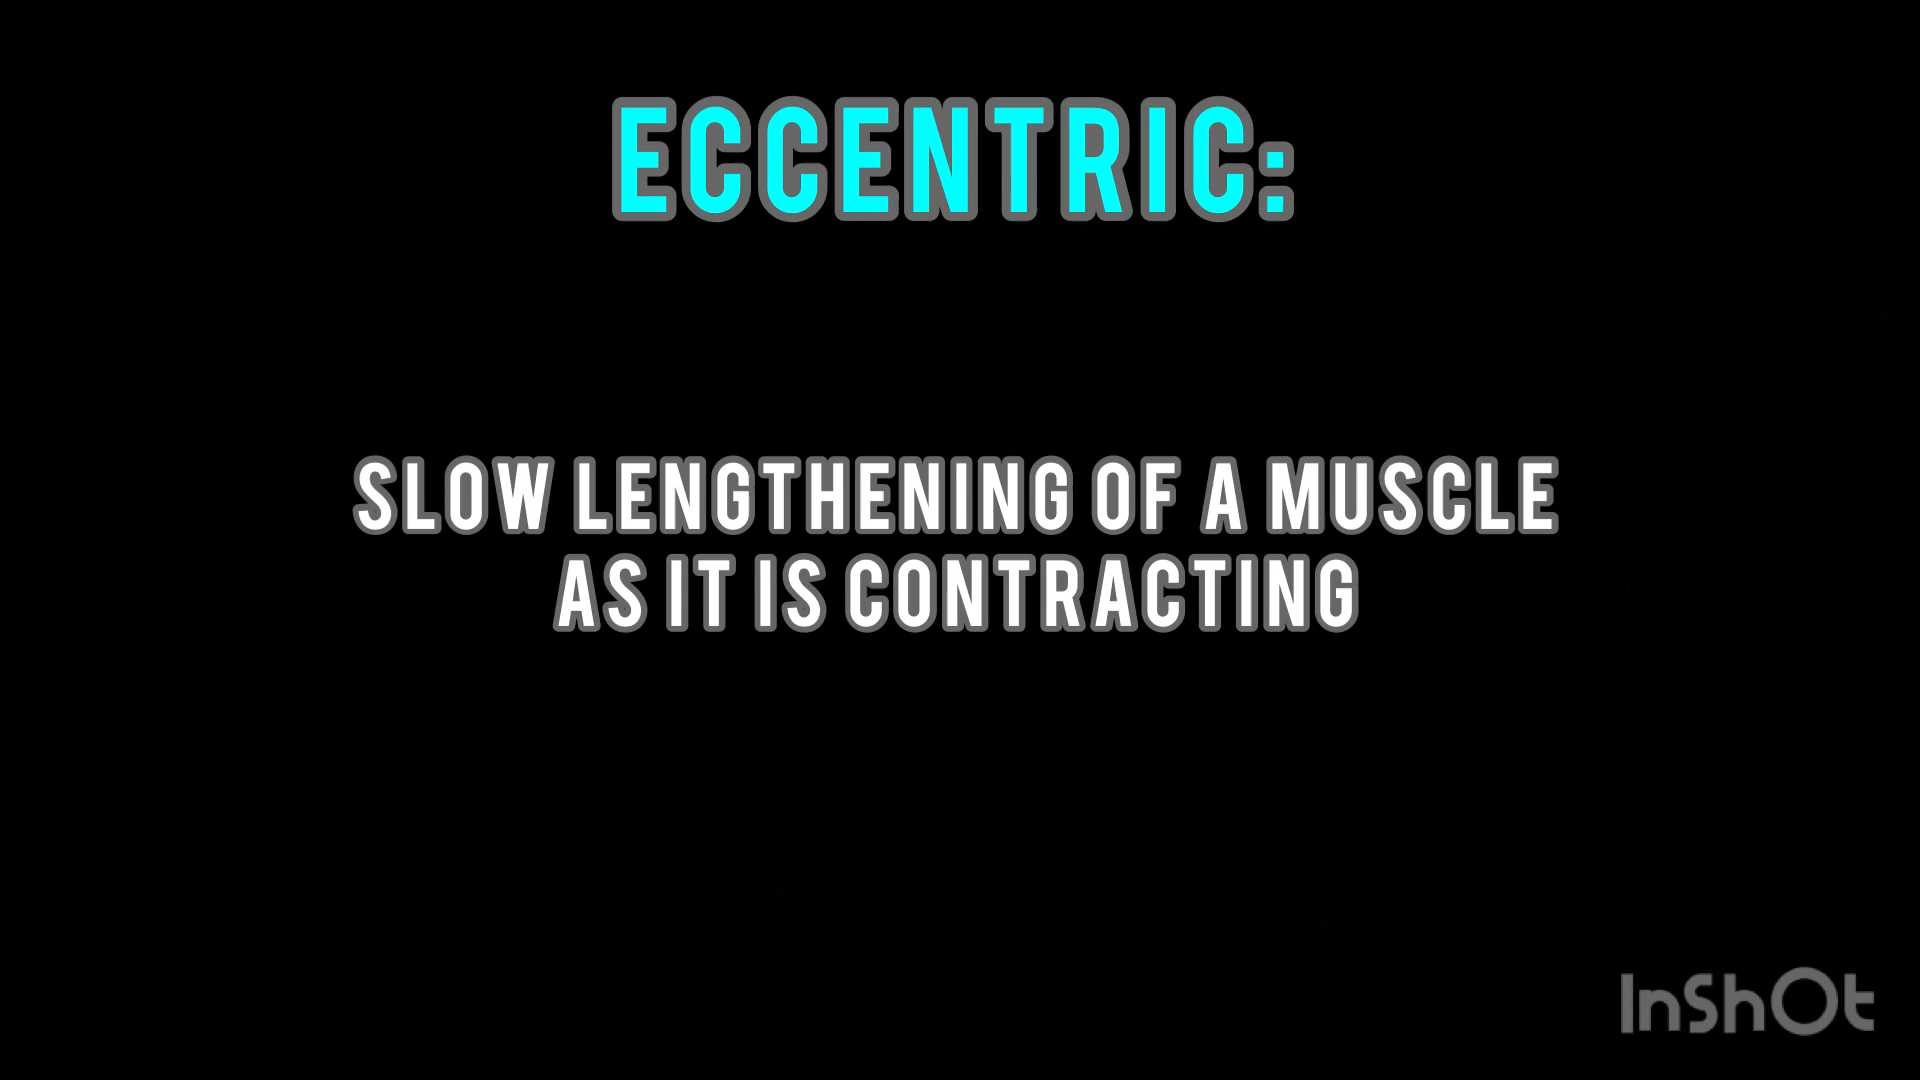 ECCENTRIC:
SLOW LENGTHENING OF A MUSCLE
AS IT IS CONTRACTING
InShOt